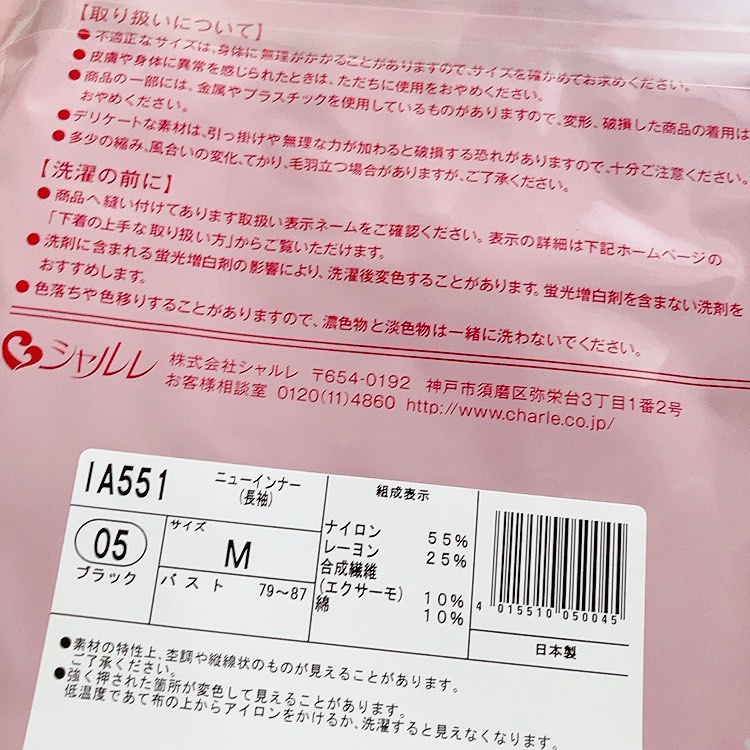 【取り扱いについて】
● 不適正なサイズは、身体に無理がかかることがありますので、サイズを確かめてお求めください。
● 皮膚や身体に異常を感じられたときは、ただちに使用をおやめください。
● 商品の一部には、金属やプラスチックを使用しているものがありますので、変形、破損した商品の着用は
おやめください。
● デリケートな素材は、引っ掛けや無理な力が加わると破損する恐れがありますので、十分ご注意ください。
● 多少の縮み、風合いの変化、てかり、毛羽立つ場合がありますが、ご了承ください。
【洗濯の前に】
● 商品へ縫い付けてあります取扱い表示ネームをご確認ください。表示の詳細は下記ホームページの
「下着の上手な取り扱い方」からご覧いただけます。
● 洗剤に含まれる蛍光増白剤の影響により、洗濯後変色することがあります。蛍光増白剤を含まない洗剤を
おすすめします。
● 色落ちや色移りすることがありますので、濃色物と淡色物は一緒に洗わないでください。
シャルレ 株式会社シャルレ 〒654-0192 神戸市須磨区弥栄台3丁目1番2号
お客様相談室 0120(11)4860 http://www.charle.co.jp/
IA551 ニューインナー
(長袖)
05
ブラック
サイズ
M
バスト 79〜87
組成表示
ナイロン 55%
レーヨン 25%
合成繊維
(エクサーモ) 10%
綿 10%
4 015510 050045
日本製
●素材の特性上、杢調や縦線状のものが見えることがあります。
ご了承ください。
●強く押された箇所が変色して見えることがあります。
低温度であて布の上からアイロンをかけるか、洗濯すると見えなくなります。